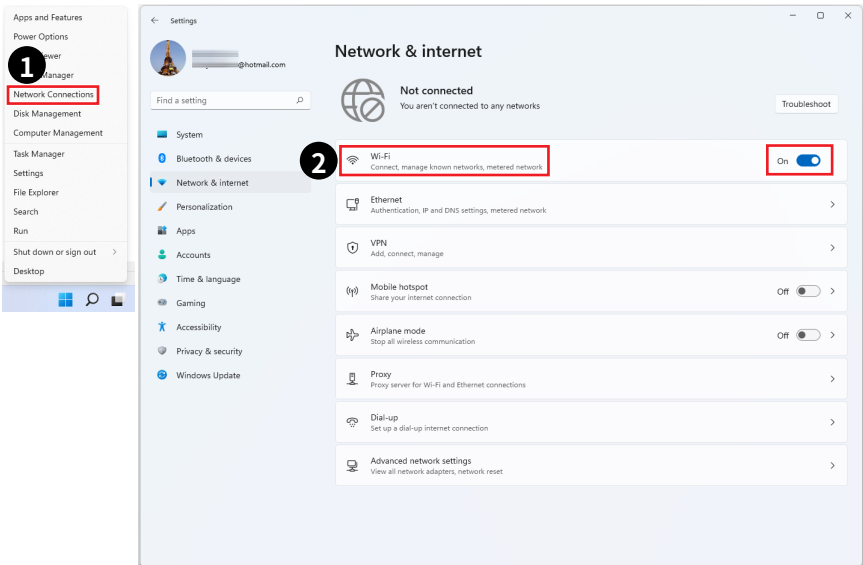 Apps and Features
Power Options
1
Manager
Network Connections
Disk Management
Computer Management
Task Manager
Settings
File Explorer
Search
Run
Shut down or sign out
Desktop
Settings
@hotmail.com
Find a setting
System
Bluetooth & devices
Network & internet
Personalization
Apps
Accounts
Time & language
Gaming
Accessibility
Privacy & security
Windows Update
Network & internet
Not connected
You aren't connected to any networks
Troubleshoot
2
Wi-Fi
Connect, manage known networks, metered network
On
Ethernet
Authentication, IP and DNS settings, metered network
VPN
Add, connect, manage
Mobile hotspot
Share your internet connection
Off
Airplane mode
Stop all wireless communication
Off
Proxy
Proxy server for Wi-Fi and Ethernet connections
Dial-up
Set up a dial-up internet connection
Advanced network settings
View all network adapters, network reset